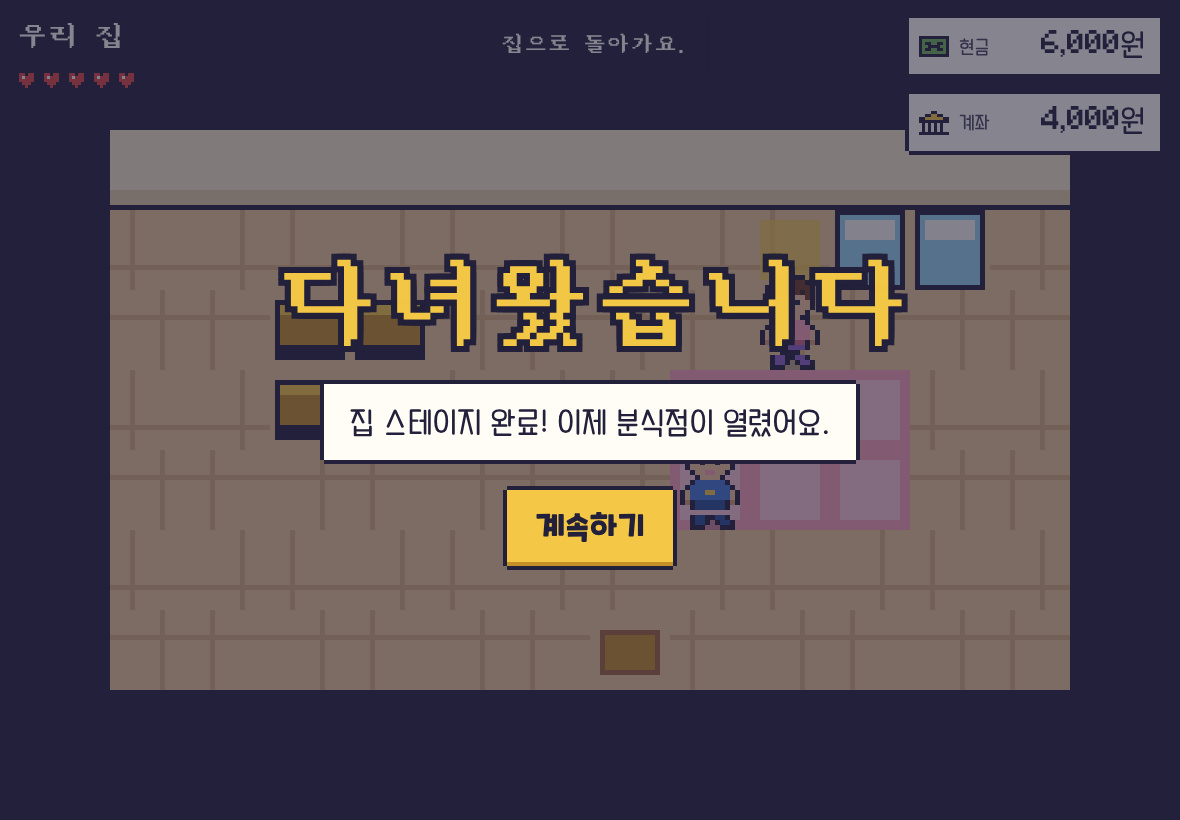 우리 집
집으로 돌아가요.
현금 6,000원
계좌 4,000원
다녀왔습니다
집 스테이지 완료! 이제 분식점이 열렸어요.
계속하기